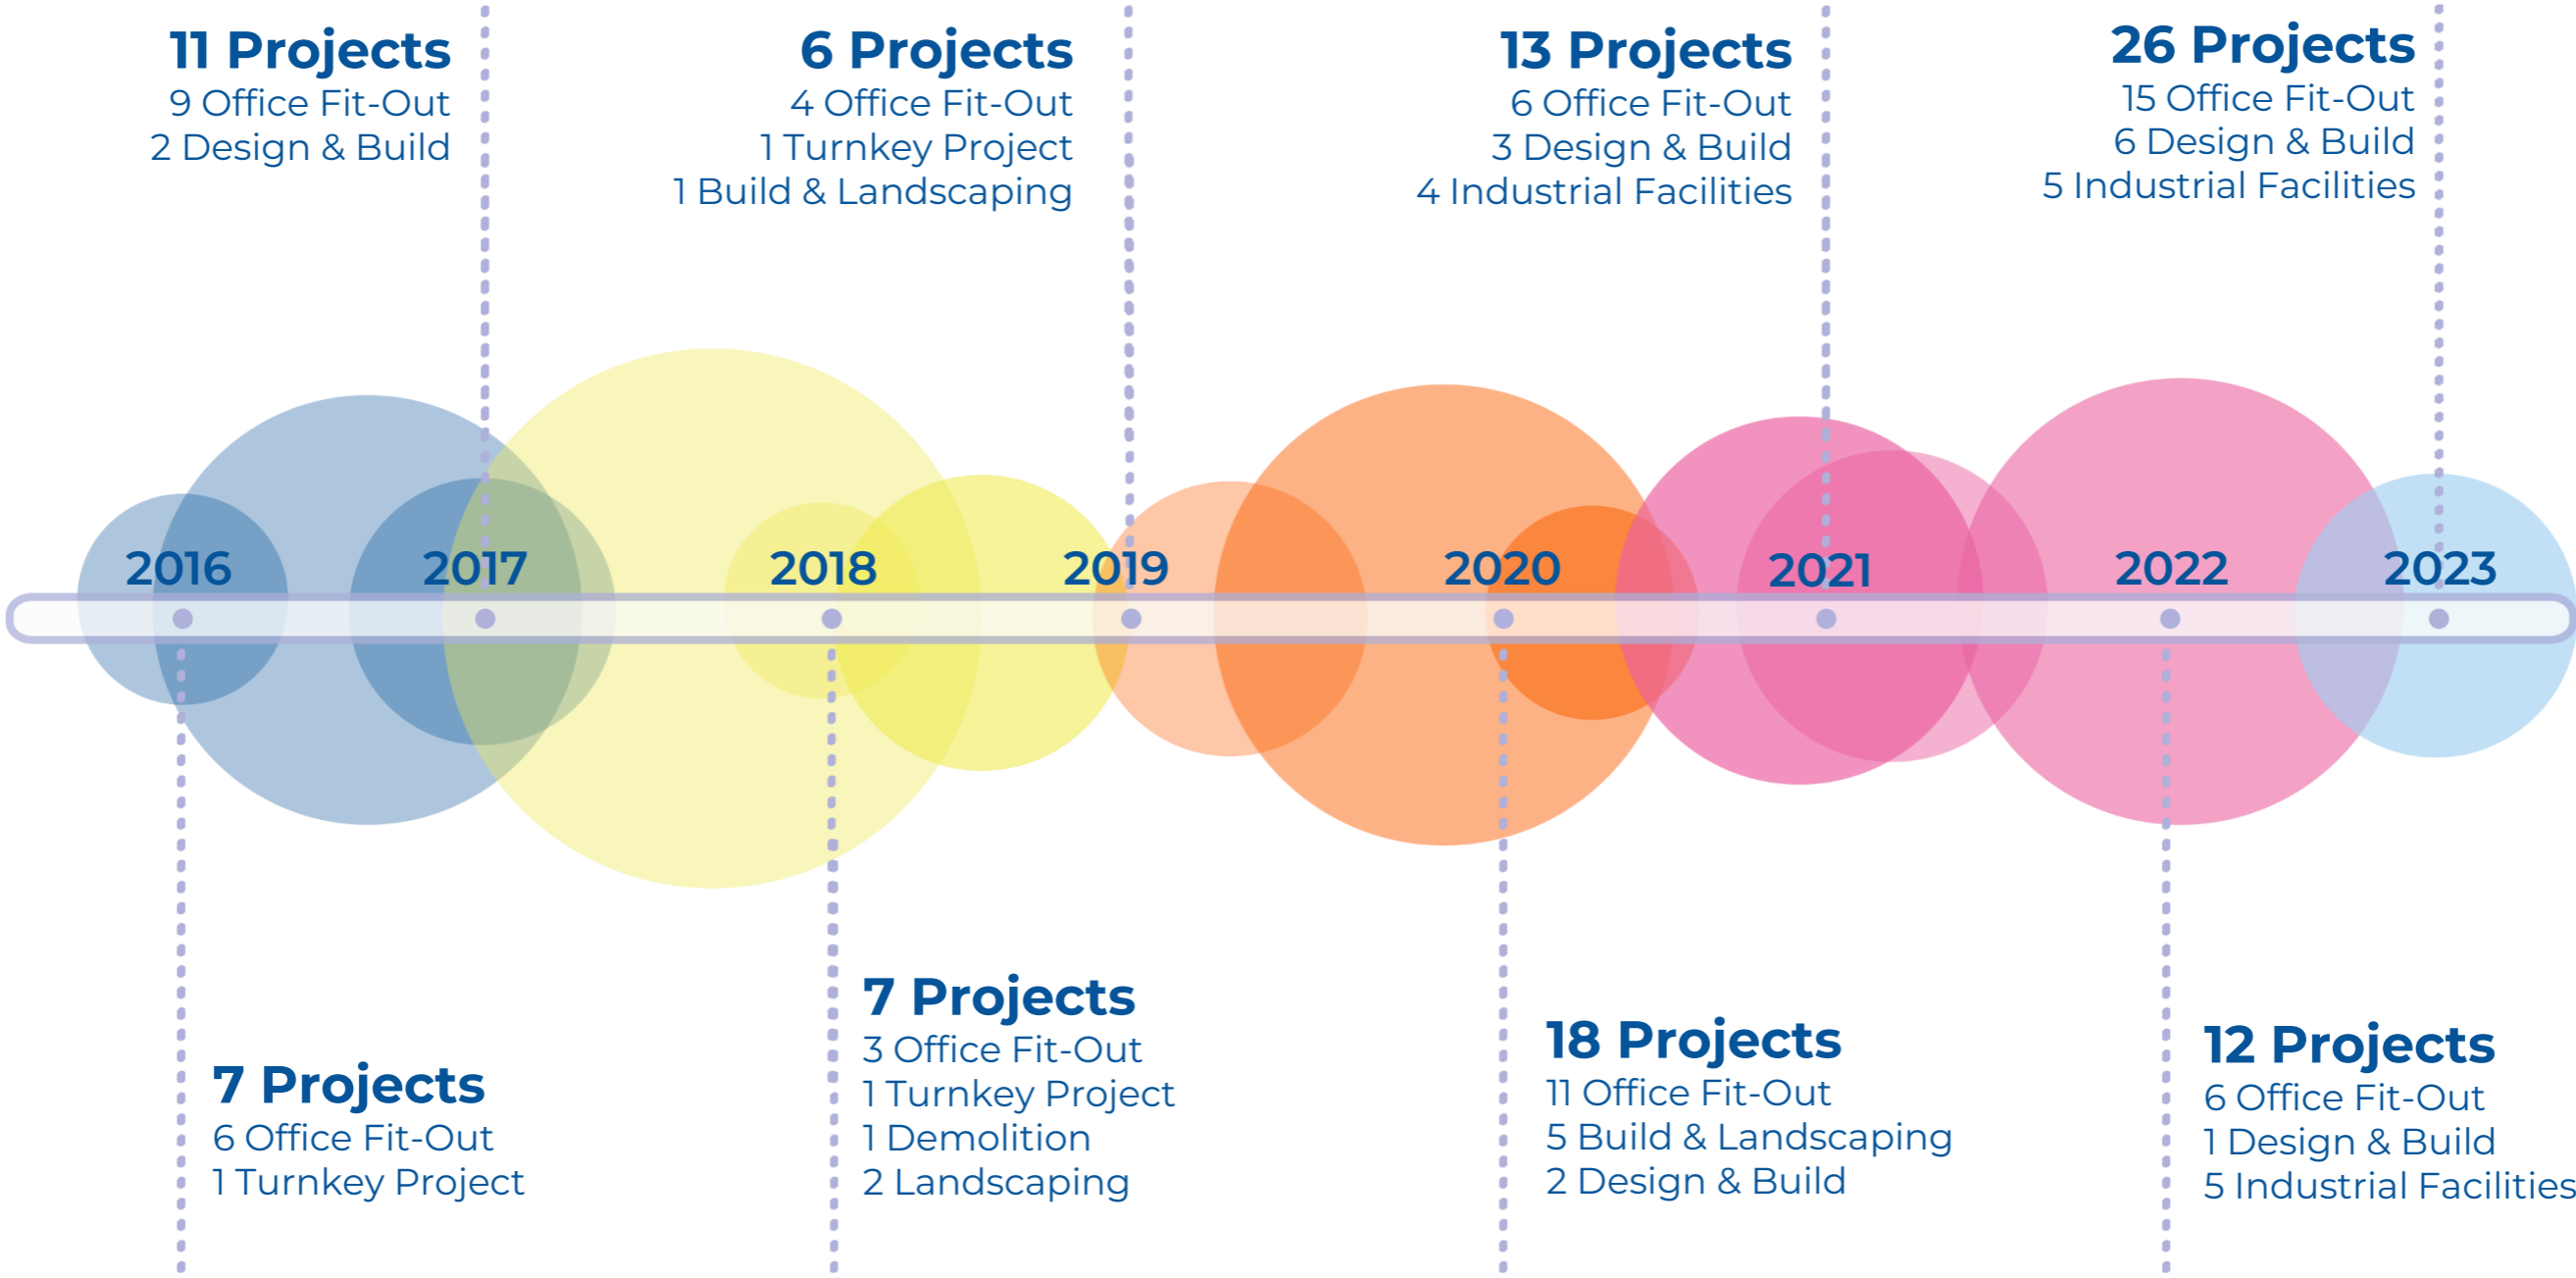 11 Projects
9 Office Fit-Out
2 Design & Build
6 Projects
4 Office Fit-Out
1 Turnkey Project
1 Build & Landscaping
13 Projects
6 Office Fit-Out
3 Design & Build
4 Industrial Facilities
26 Projects
15 Office Fit-Out
6 Design & Build
5 Industrial Facilities
2016
2017
2018
2019
2020
2021
2022
2023
7 Projects
6 Office Fit-Out
1 Turnkey Project
7 Projects
3 Office Fit-Out
1 Turnkey Project
1 Demolition
2 Landscaping
18 Projects
11 Office Fit-Out
5 Build & Landscaping
2 Design & Build
12 Projects
6 Office Fit-Out
1 Design & Build
5 Industrial Facilities